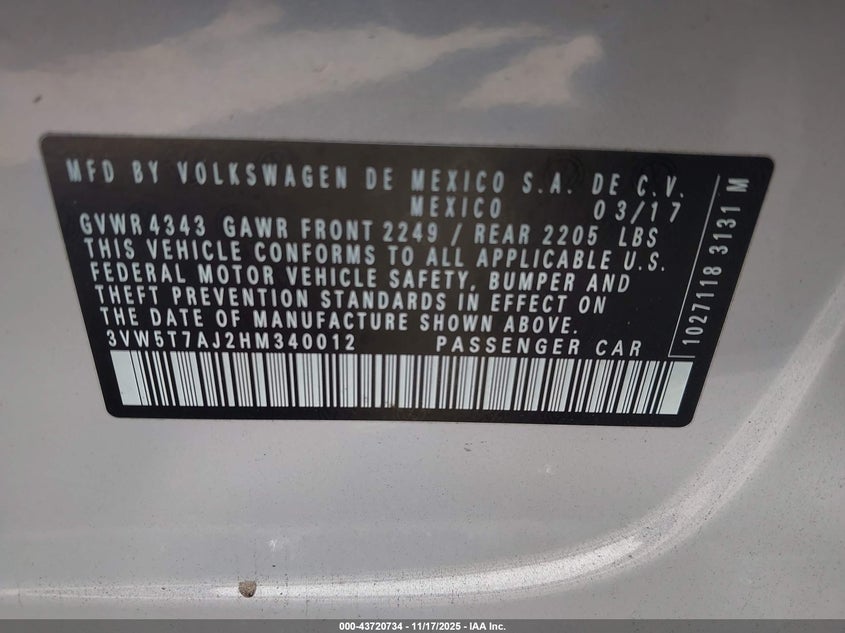 MFD BY VOLKSWAGEN DE MEXICO S.A. DE C.V.
MEXICO 03/17
GVWR 4343 GAWR FRONT 2249 / REAR 2205 LBS
THIS VEHICLE CONFORMS TO ALL APPLICABLE U.S.
FEDERAL MOTOR VEHICLE SAFETY, BUMPER AND
THEFT PREVENTION STANDARDS IN EFFECT ON
THE DATE OF MANUFACTURE SHOWN ABOVE.
3VW5T7AJ2HM340012 PASSENGER CAR
1027118 3131 M
000-43720734 - 11/17/2025 - IAA Inc.